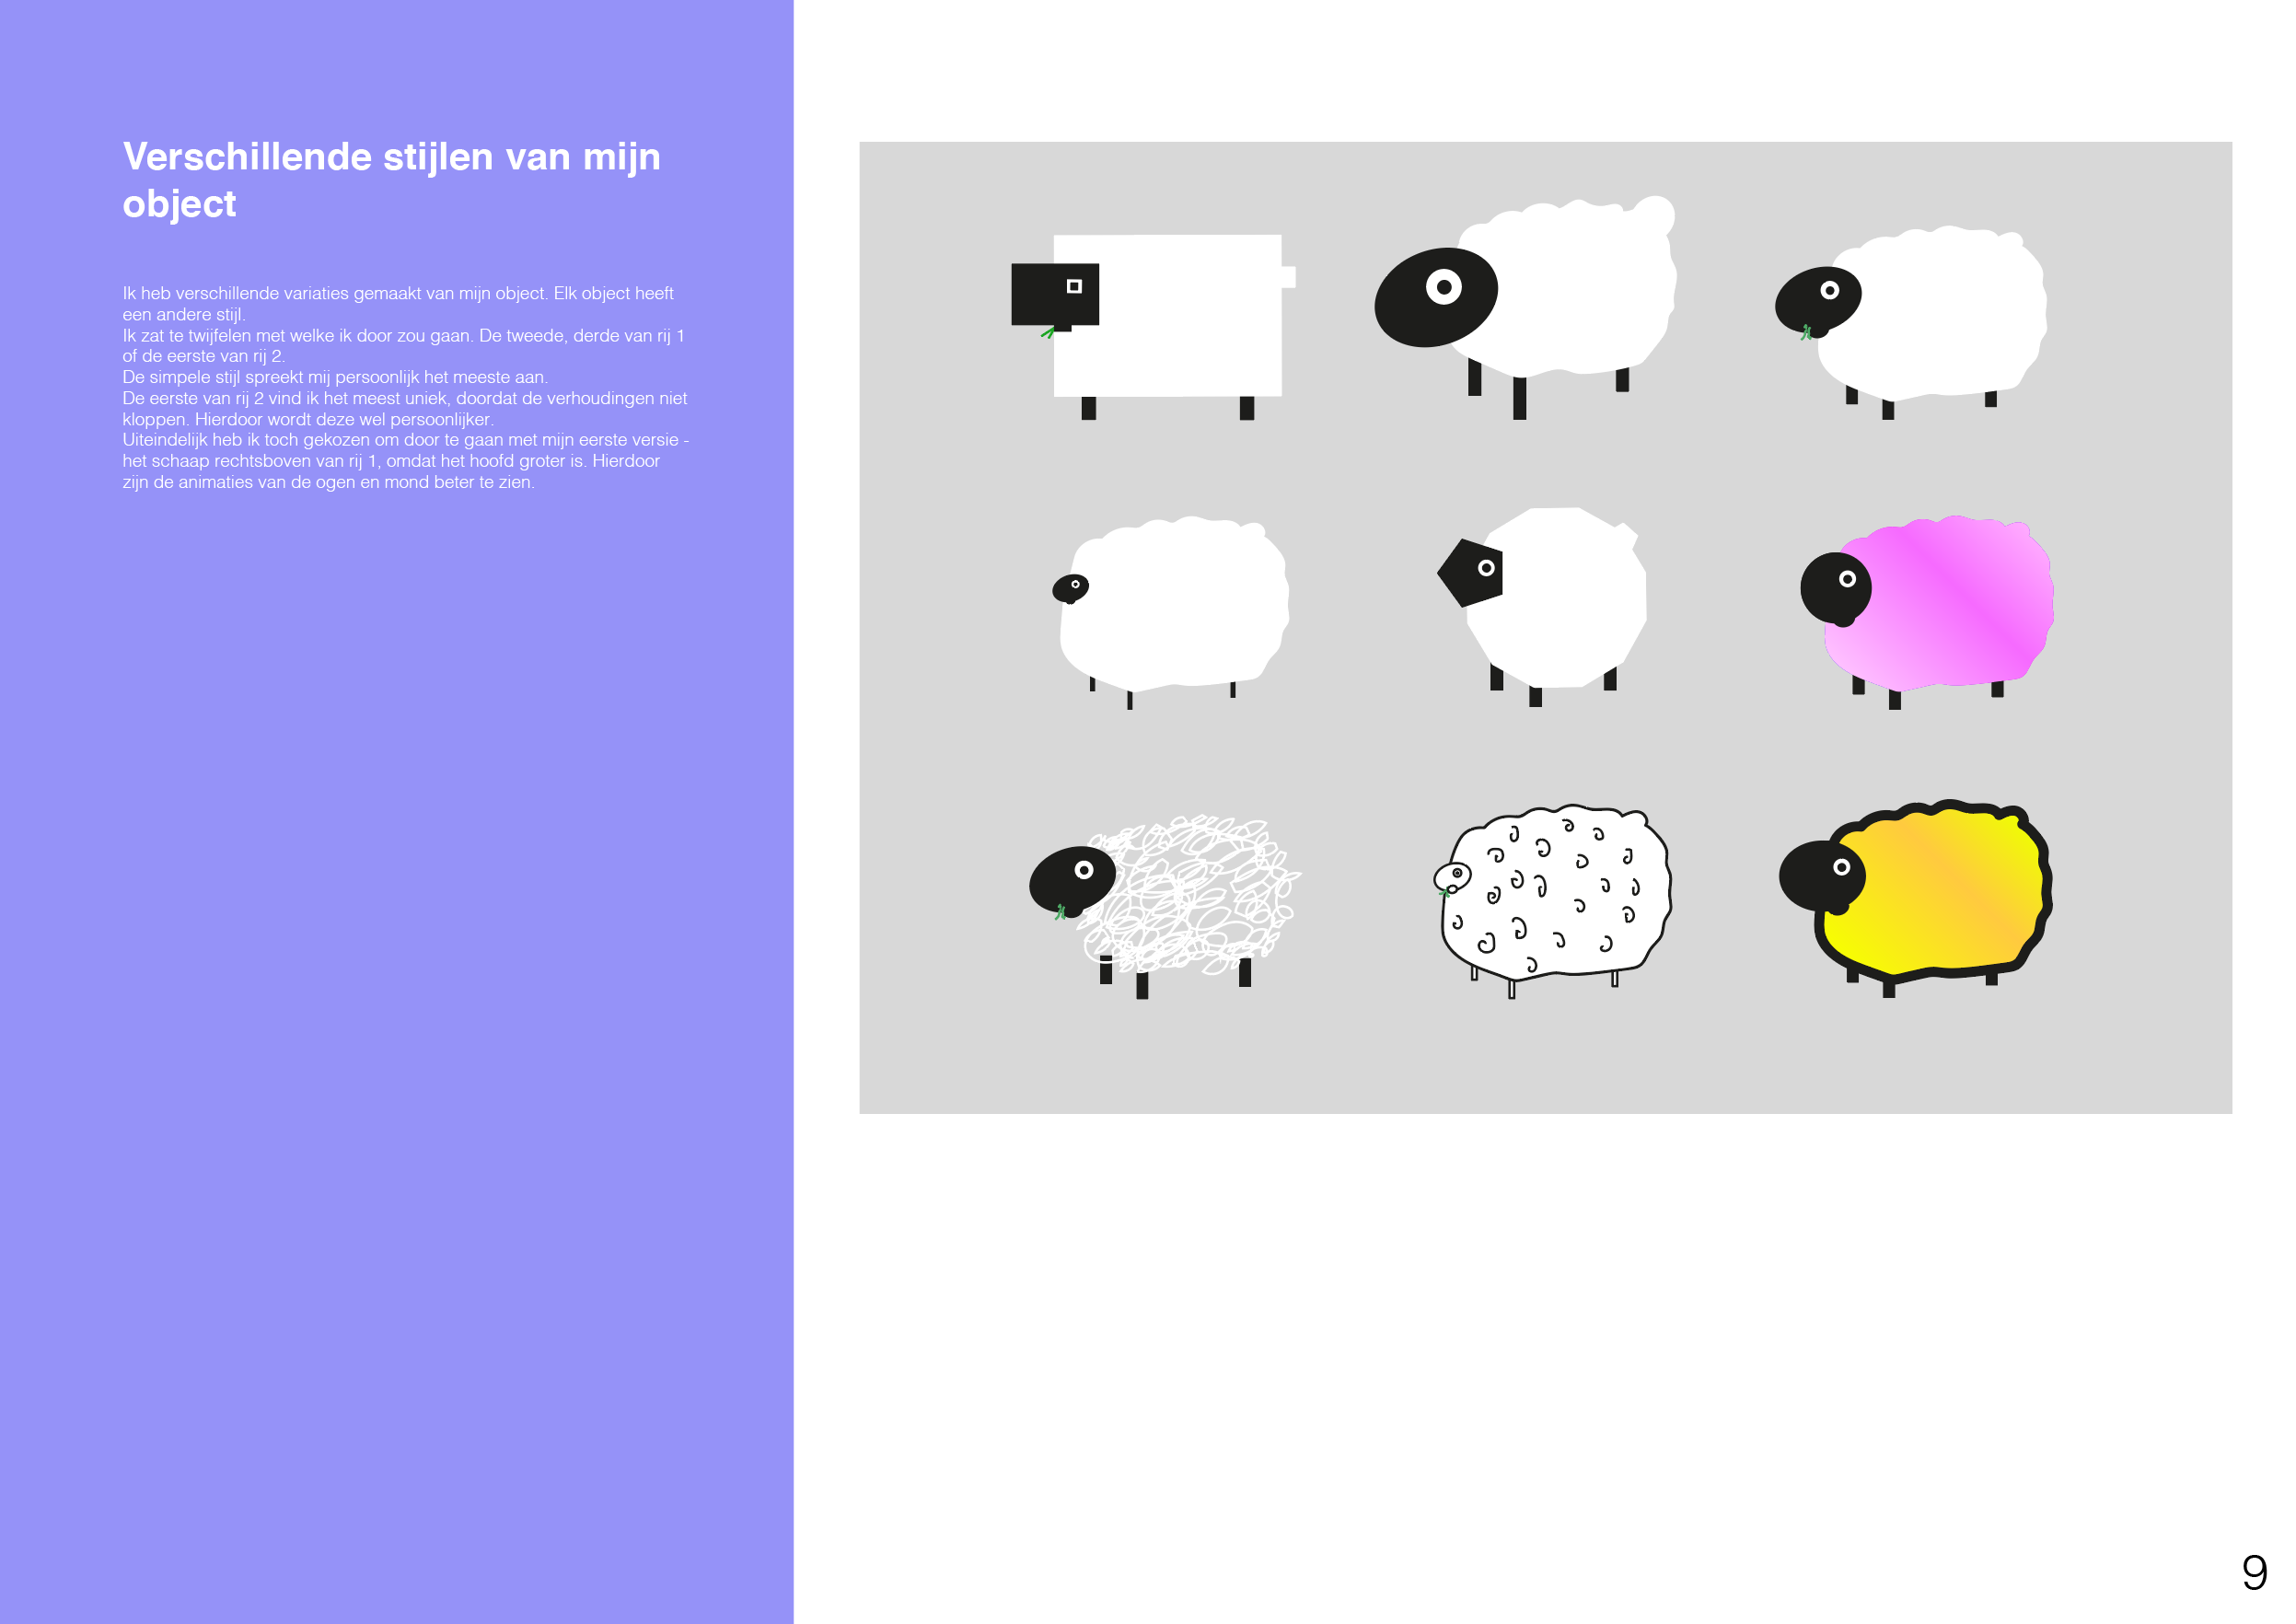 Verschillende stijlen van mijn
object
Ik heb verschillende variaties gemaakt van mijn object. Elk object heeft
een andere stijl.
Ik zat te twijfelen met welke ik door zou gaan. De tweede, derde van rij 1
of de eerste van rij 2.
De simpele stijl spreekt mij persoonlijk het meeste aan.
De eerste van rij 2 vind ik het meest uniek, doordat de verhoudingen niet
kloppen. Hierdoor wordt deze wel persoonlijker.
Uiteindelijk heb ik toch gekozen om door te gaan met mijn eerste versie -
het schaap rechtsboven van rij 1, omdat het hoofd groter is. Hierdoor
zijn de animaties van de ogen en mond beter te zien.
9